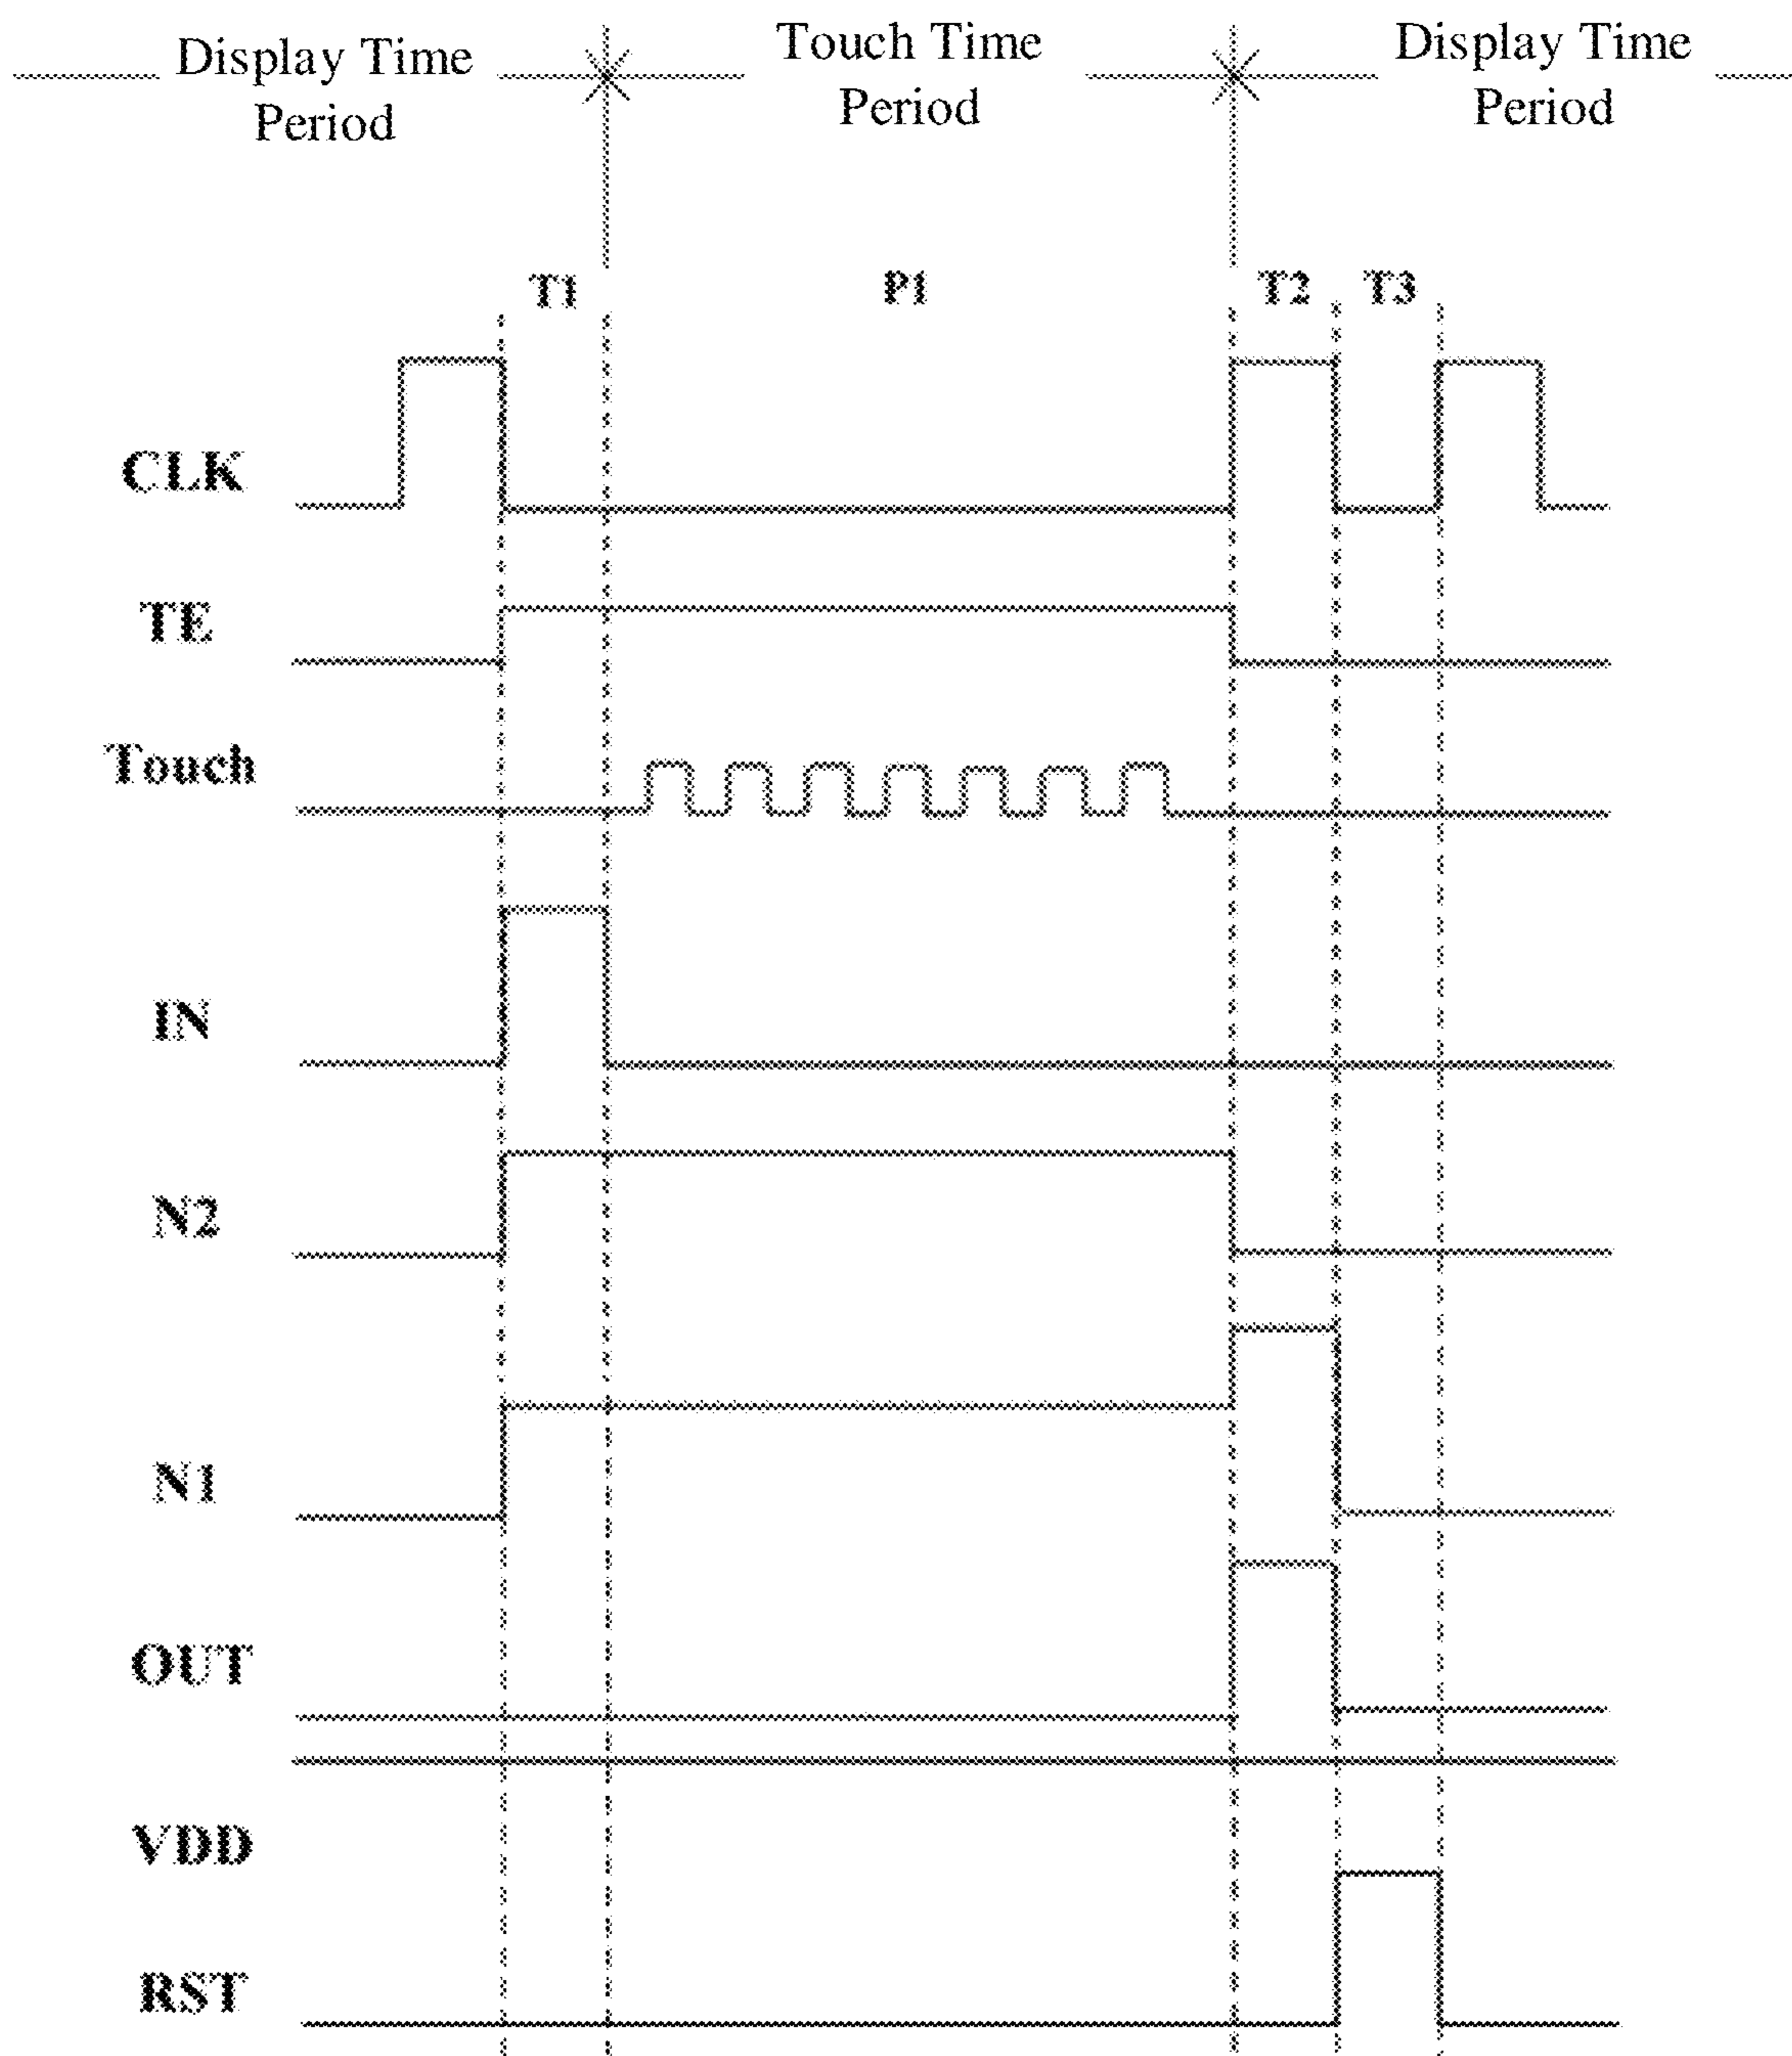 Display Time
Period
Touch Time
Period
Display Time
Period
T1
P1
T2
T3
CLK
TE
Touch
IN
N2
N1
OUT
VDD
RST